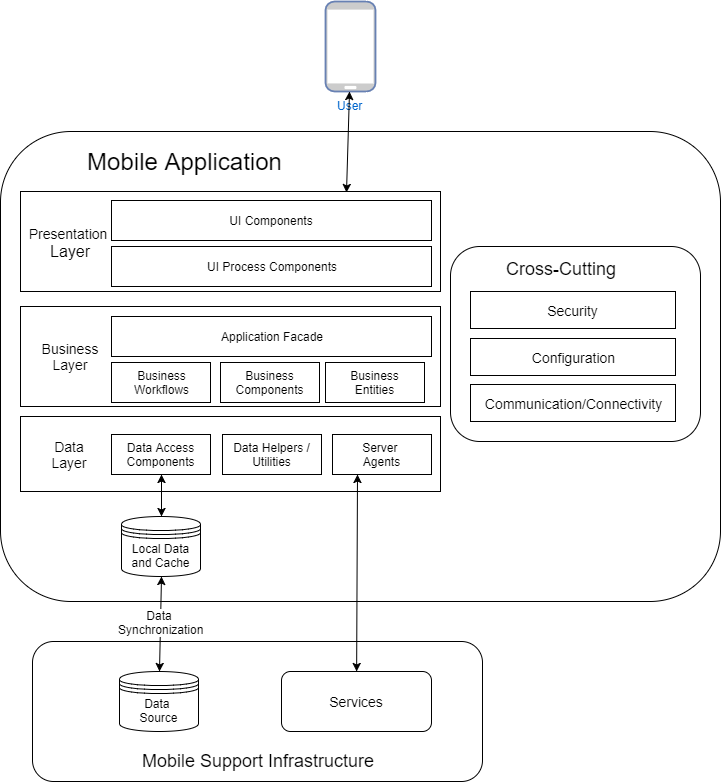 User
Mobile Application
Presentation
Layer
UI Components
UI Process Components
Business
Layer
Application Facade
Business
Workflows
Business
Components
Business
Entities
Data
Layer
Data Access
Components
Data Helpers /
Utilities
Server
Agents
Cross-Cutting
Security
Configuration
Communication/Connectivity
Local Data
and Cache
Data
Synchronization
Data
Source
Services
Mobile Support Infrastructure